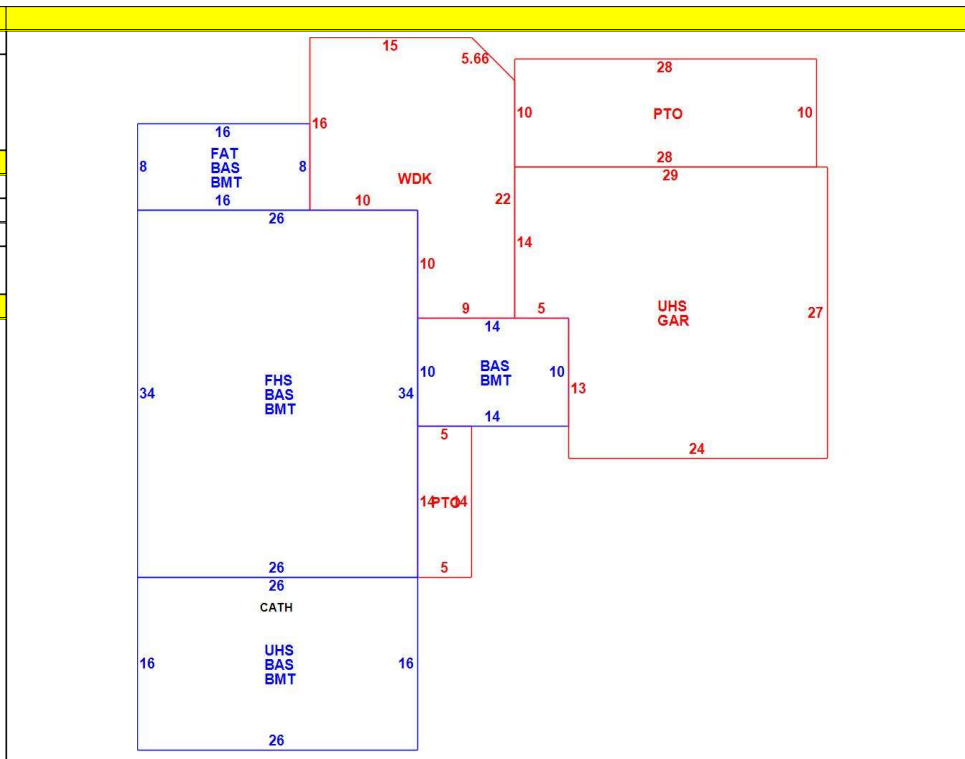 15
5.66
28
10
PTO
10
28
29
16
16
FAT
BAS
BMT
8
8
16
WDK
10
26
22
14
10
UHS
GAR
27
9
5
14
10
BAS
BMT
10
13
14
34
FHS
BAS
BMT
34
5
24
14
PTO
14
5
26
26
CATH
16
UHS
BAS
BMT
16
26